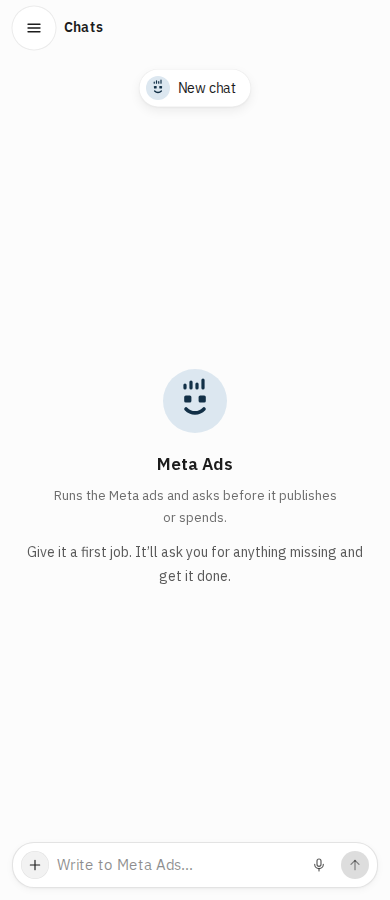 Chats
New chat
Meta Ads
Runs the Meta ads and asks before it publishes
or spends.
Give it a first job. It’ll ask you for anything missing and
get it done.
Write to Meta Ads...